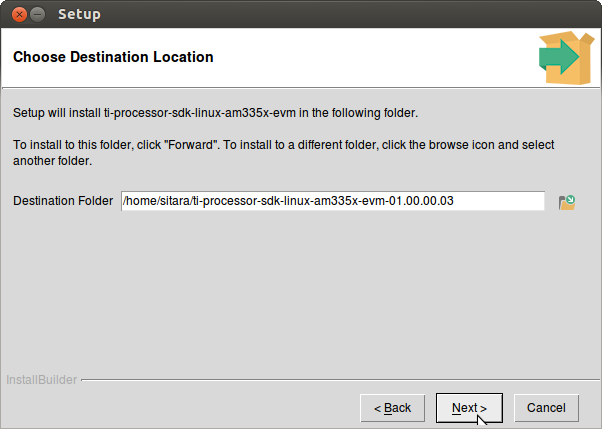 Setup
Choose Destination Location
Setup will install ti-processor-sdk-linux-am335x-evm in the following folder.
To install to this folder, click "Forward". To install to a different folder, click the browse icon and select
another folder.
Destination Folder /home/sitara/ti-processor-sdk-linux-am335x-evm-01.00.00.03
InstallBuilder
< Back Next > Cancel